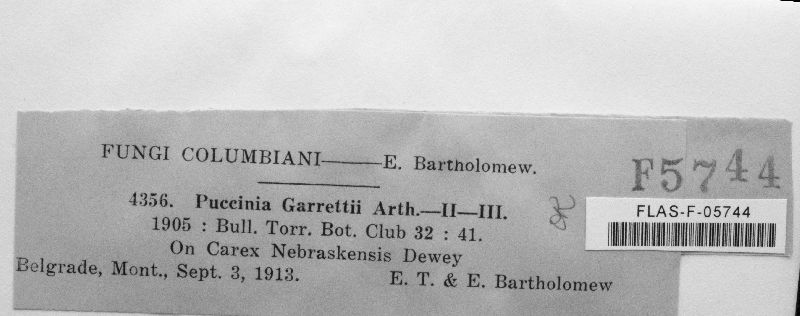 FUNGI COLUMBIANI——E. Bartholomew.
4356. Puccinia Garrettii Arth.—II—III.
1905 : Bull. Torr. Bot. Club 32 : 41.
On Carex Nebraskensis Dewey
Belgrade, Mont., Sept. 3, 1913. E. T. & E. Bartholomew
F5744
FLAS-F-05744